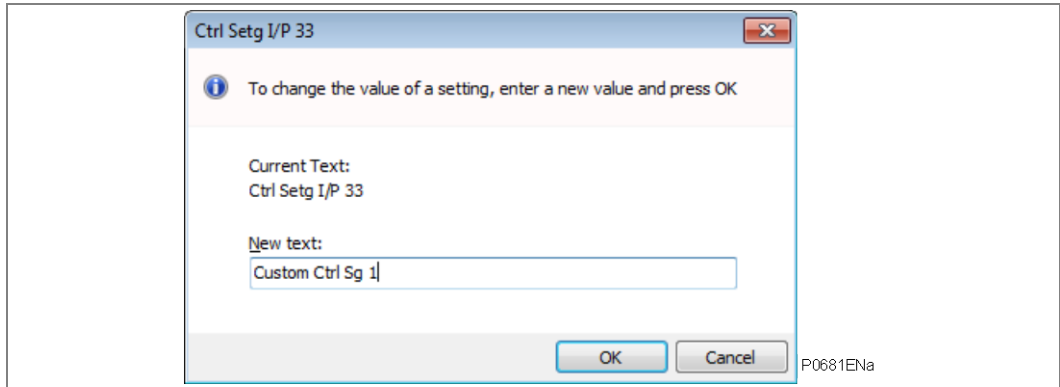 Ctrl Setg I/P 33
To change the value of a setting, enter a new value and press OK
Current Text:
Ctrl Setg I/P 33
New text:
Custom Ctrl Sg 1
OK Cancel
P0681ENa